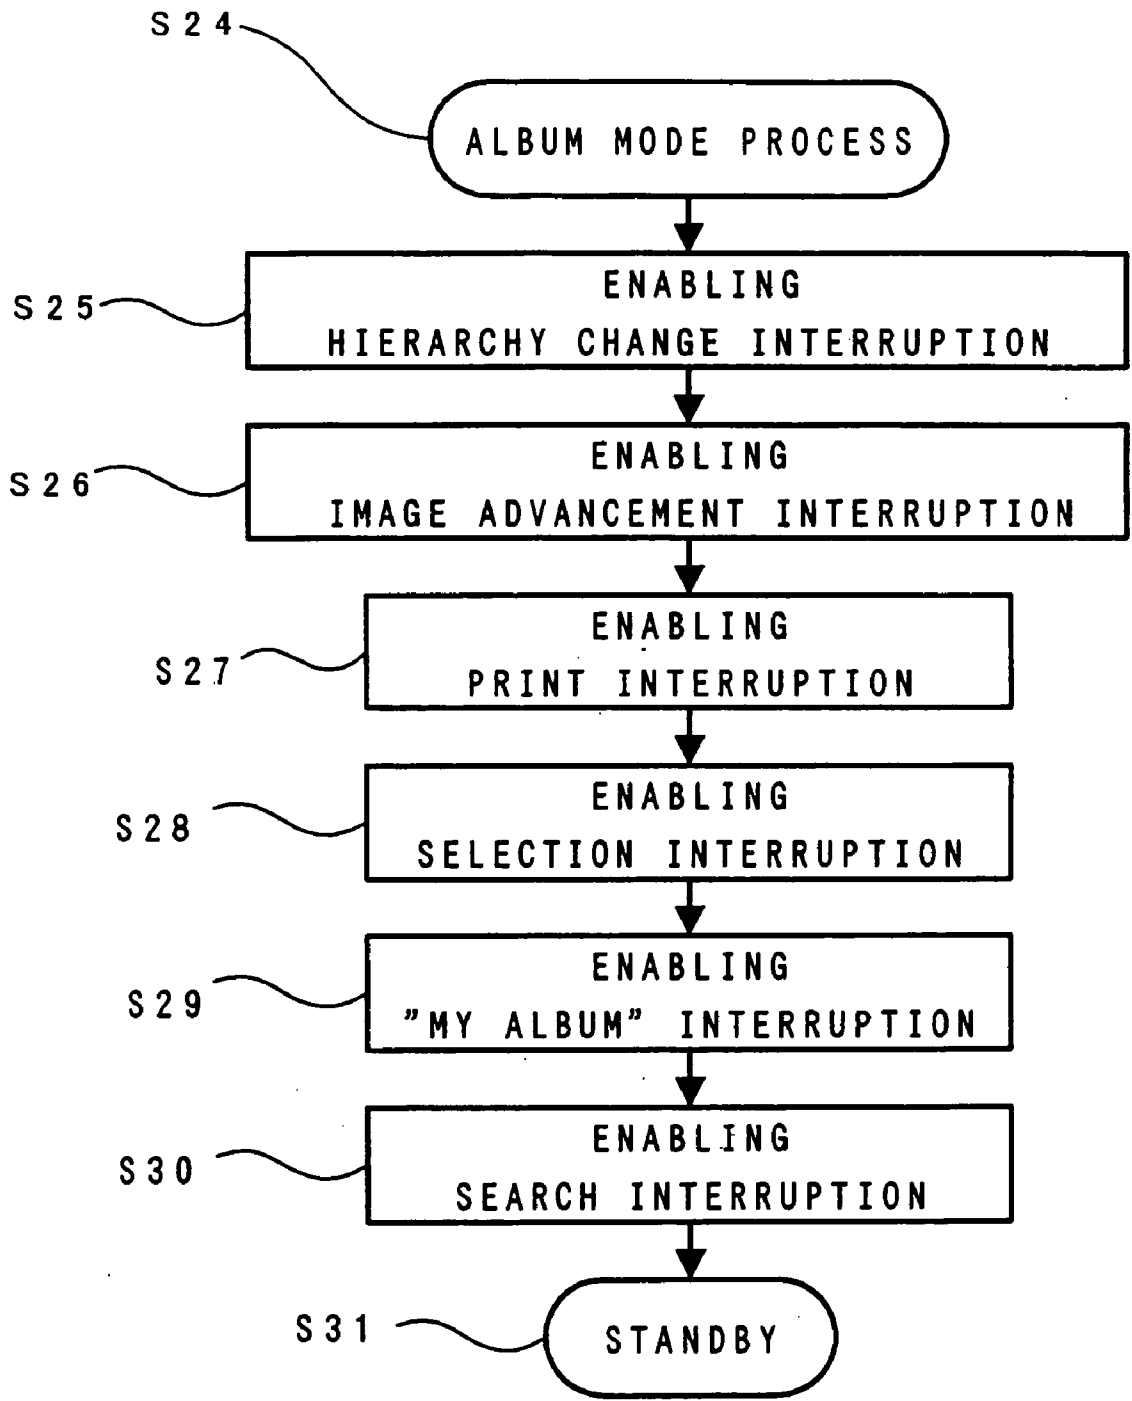 S24
ALBUM MODE PROCESS
S25
ENABLING
HIERARCHY CHANGE INTERRUPTION
S26
ENABLING
IMAGE ADVANCEMENT INTERRUPTION
S27
ENABLING
PRINT INTERRUPTION
S28
ENABLING
SELECTION INTERRUPTION
S29
ENABLING
”MY ALBUM” INTERRUPTION
S30
ENABLING
SEARCH INTERRUPTION
S31
STANDBY